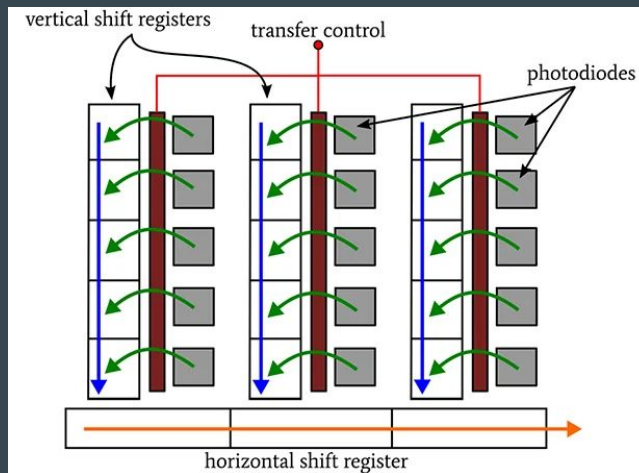 vertical shift registers
transfer control
photodiodes
horizontal shift register